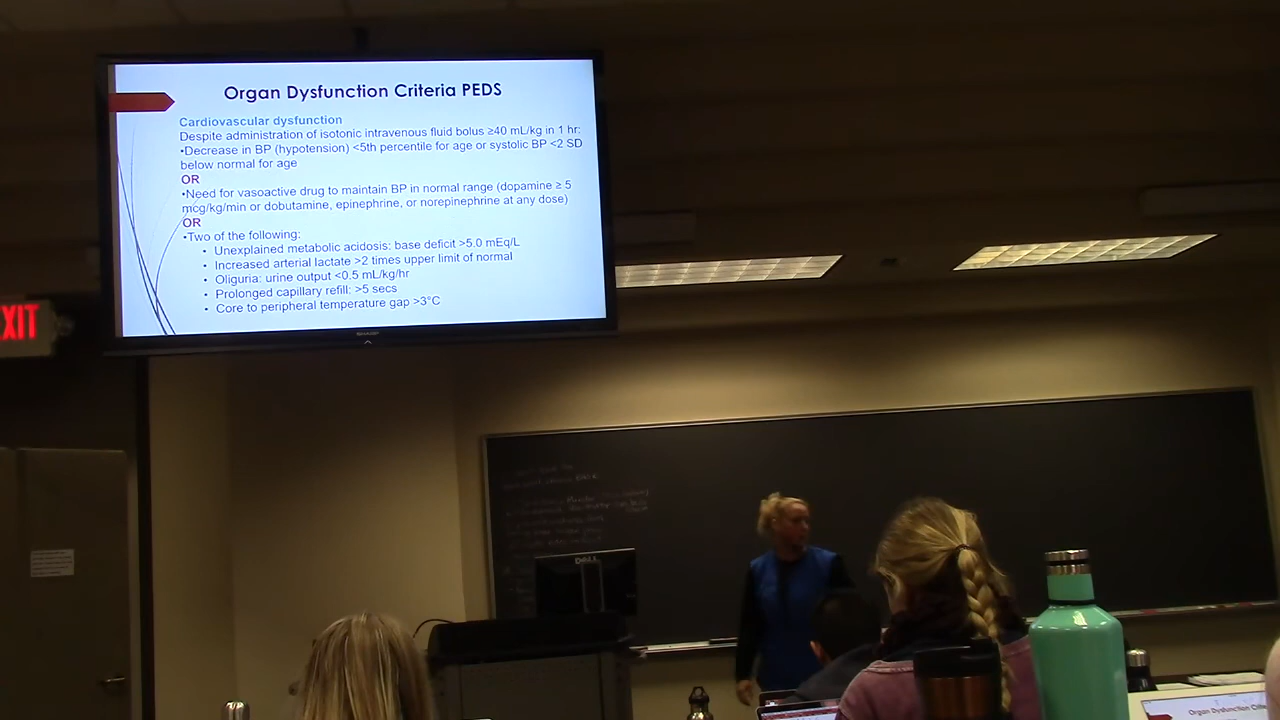 Organ Dysfunction Criteria PEDS
Cardiovascular dysfunction
Despite administration of isotonic intravenous fluid bolus ≥40 mL/kg in 1 hr:
•Decrease in BP (hypotension) <5th percentile for age or systolic BP <2 SD
below normal for age
OR
•Need for vasoactive drug to maintain BP in normal range (dopamine ≥ 5
mcg/kg/min or dobutamine, epinephrine, or norepinephrine at any dose)
OR
•Two of the following:
• Unexplained metabolic acidosis: base deficit >5.0 mEq/L
• Increased arterial lactate >2 times upper limit of normal
• Oliguria: urine output <0.5 mL/kg/hr
• Prolonged capillary refill: >5 secs
• Core to peripheral temperature gap >3°C
SHARP
XIT
DELL
Organ Dysfunction Crite